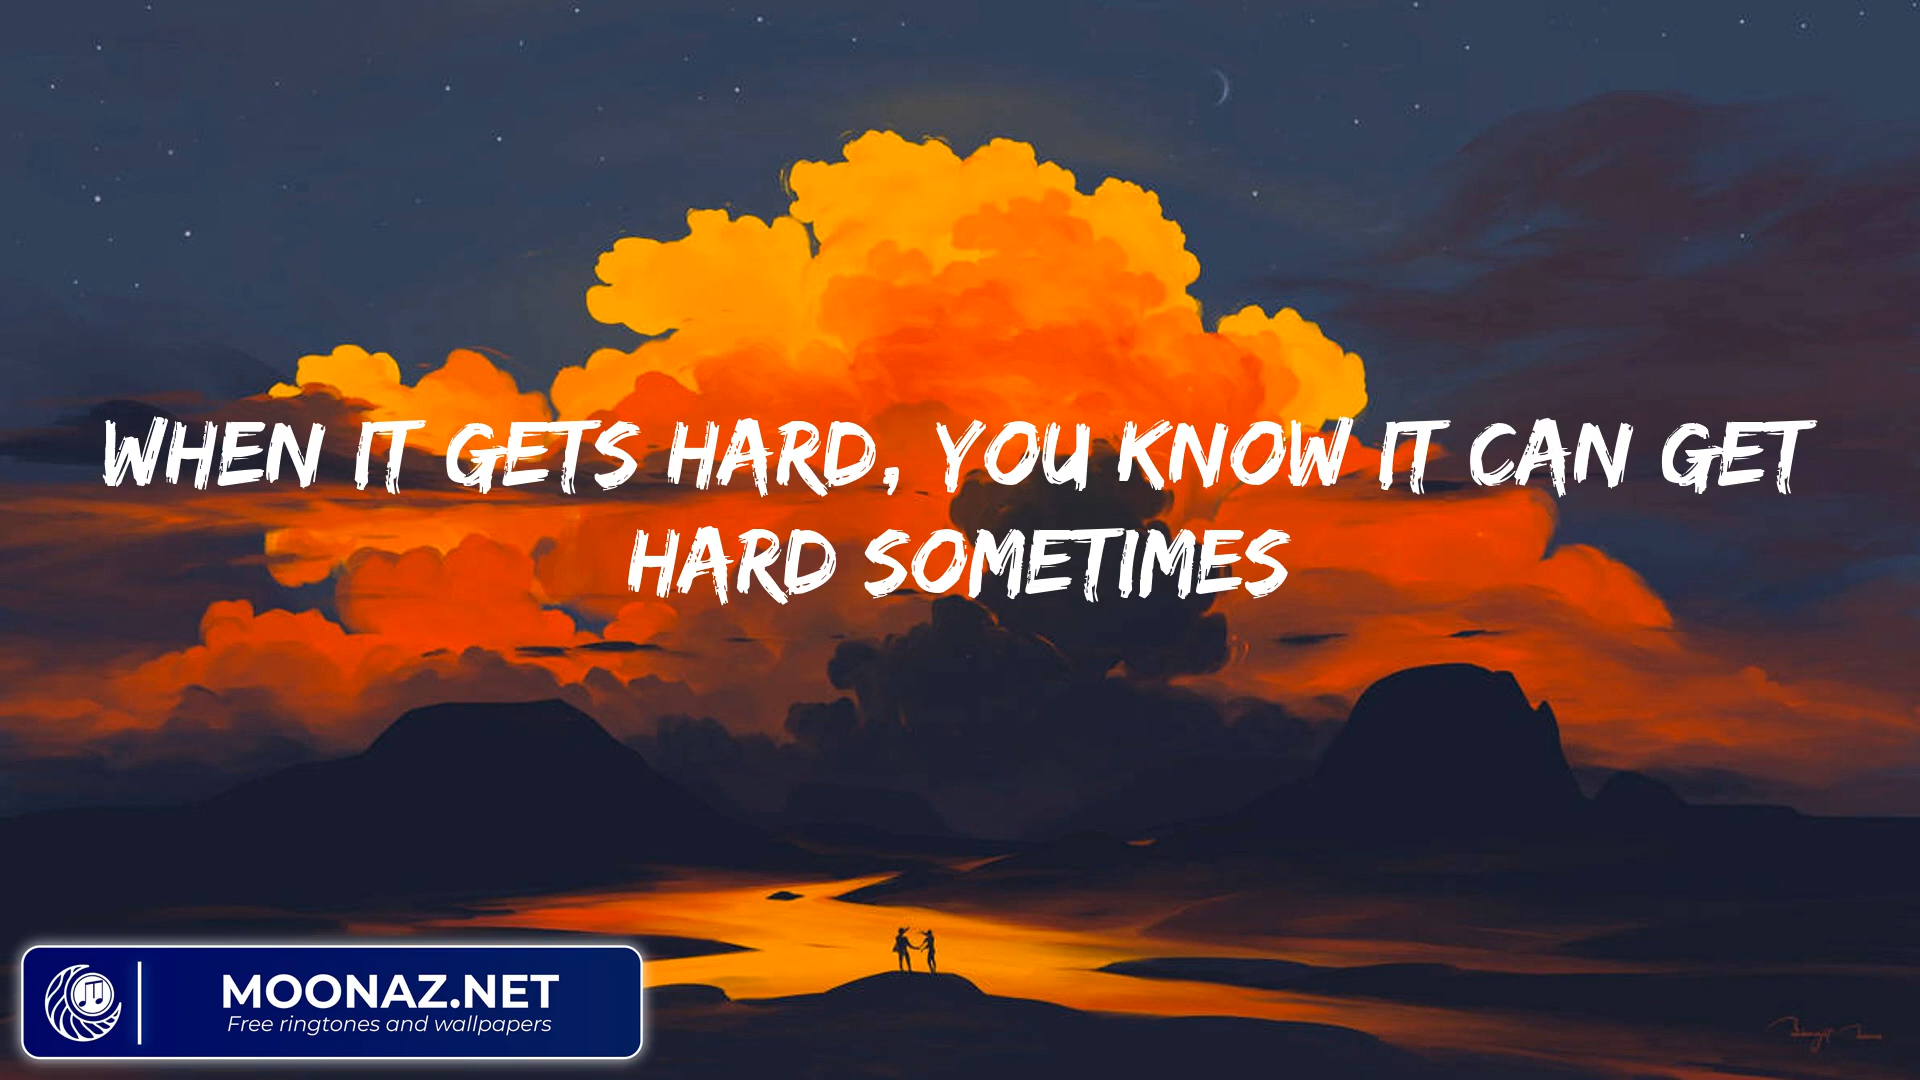 WHEN IT GETS HARD, YOU KNOW IT CAN GET
HARD SOMETIMES
MOONAZ.NET
Free ringtones and wallpapers